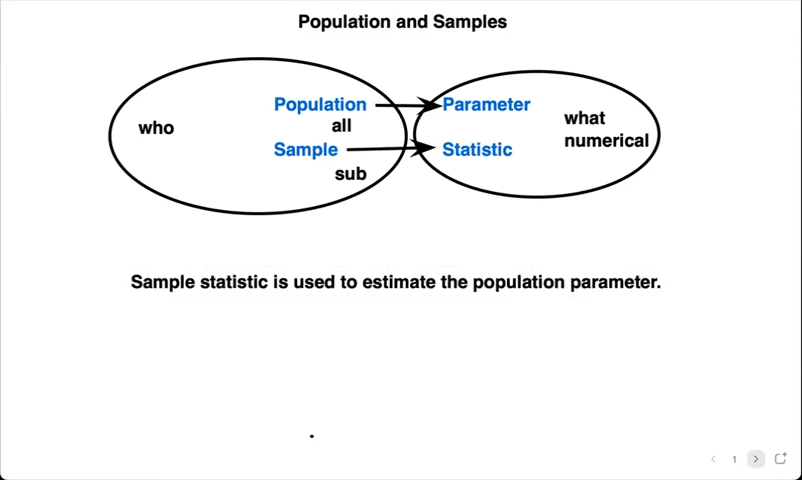 Population and Samples
Population
Parameter
who
all
what
numerical
Sample
Statistic
sub
Sample statistic is used to estimate the population parameter.
1